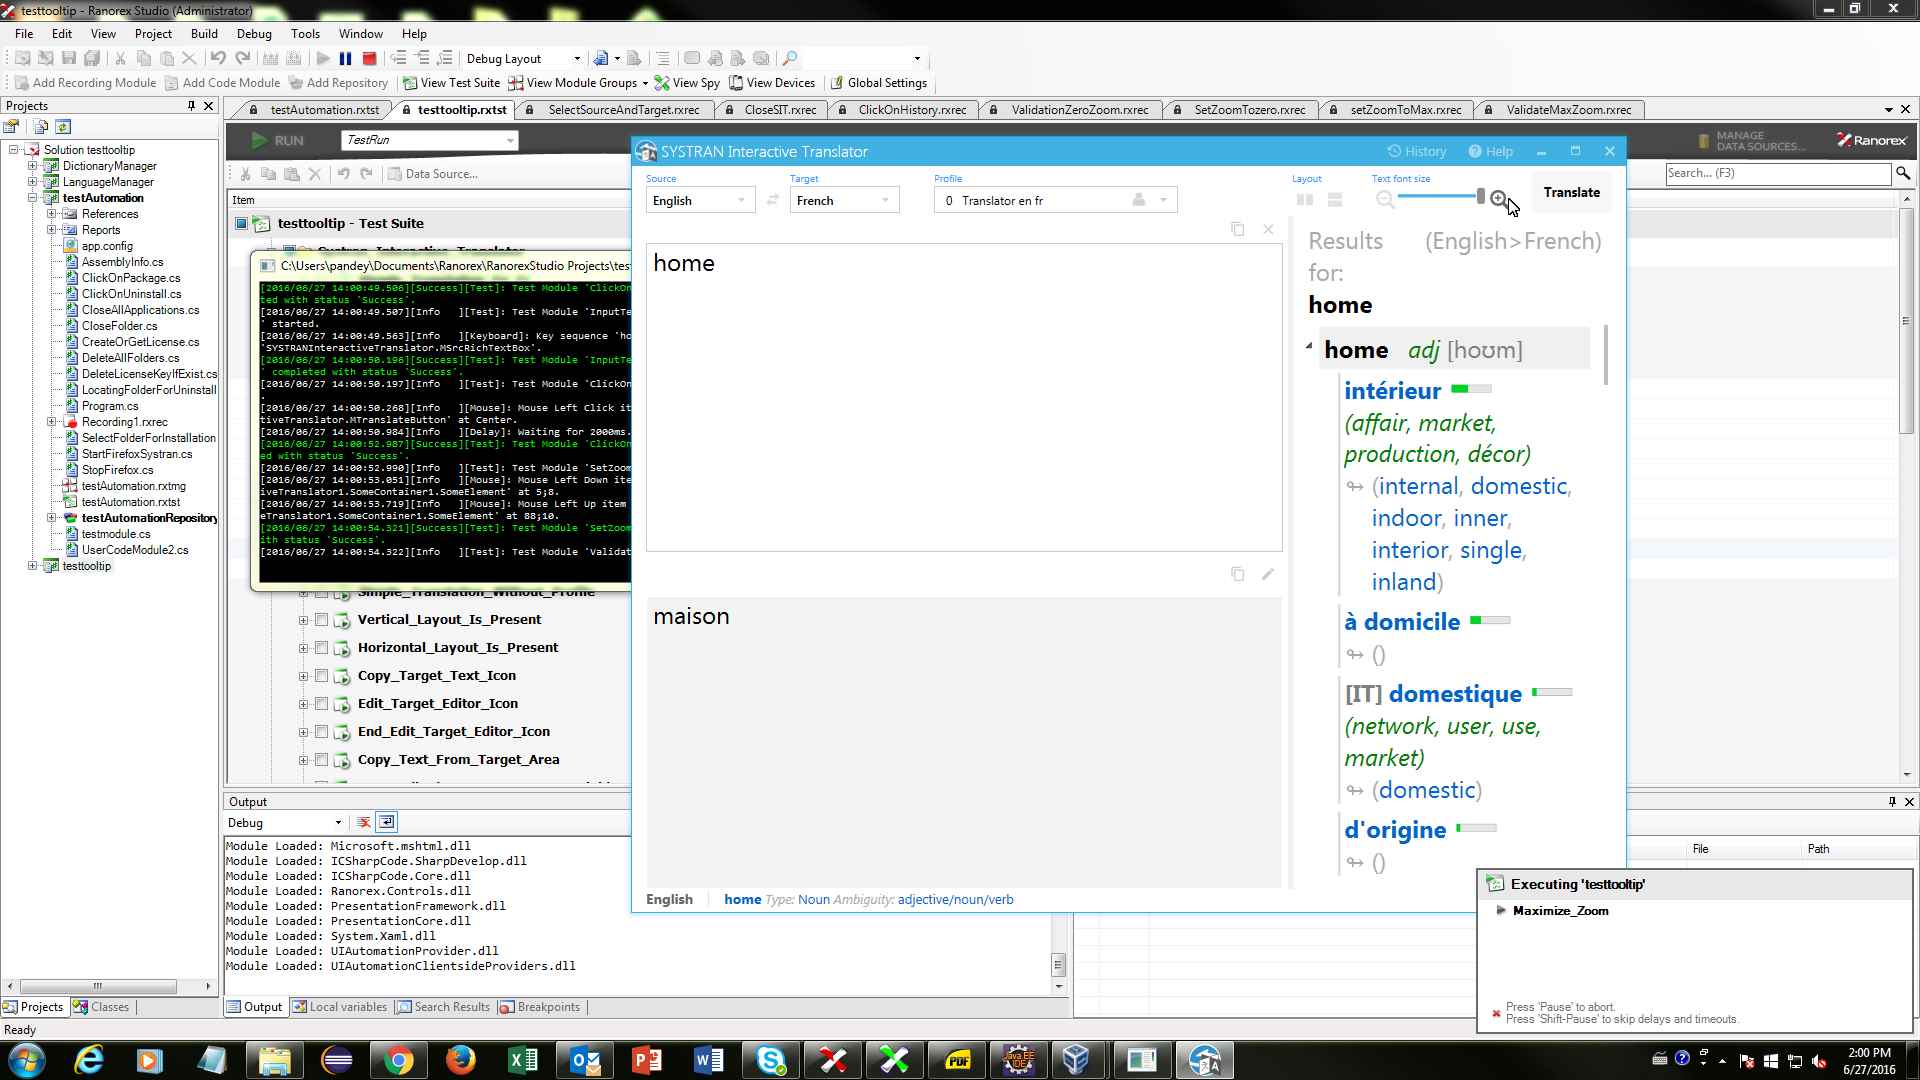 testtooltip - Ranorex Studio (Administrator)
File Edit View Project Build Debug Tools Window Help
Debug Layout
Add Recording Module Add Code Module Add Repository View Test Suite View Module Groups View Spy View Devices Global Settings
Projects
testAutomation.rxtst testtooltip.rxtst SelectSourceAndTarget.rxrec CloseSIT.rxrec ClickOnHistory.rxrec ValidationZeroZoom.rxrec SetZoomTozero.rxrec setZoomToMax.rxrec ValidateMaxZoom.rxrec
Solution testtooltip
DictionaryManager
LanguageManager
testAutomation
References
Reports
app.config
AssemblyInfo.cs
ClickOnPackage.cs
ClickOnUninstall.cs
CloseAllApplications.cs
CloseFolder.cs
CreateOrGetLicense.cs
DeleteAllFolders.cs
DeleteLicenseKeyIfExist.cs
LocatingFolderForUninstall
Program.cs
Recording1.rxrec
SelectFolderForInstallation
StartFirefoxSystran.cs
StopFirefox.cs
testAutomation.rxtmg
testAutomation.rxtst
testAutomationRepository
testmodule.cs
UserCodeModule2.cs
testtooltip
Projects Classes
RUN TestRun
MANAGE
DATA SOURCES...
Ranorex
Data Source...
Search... (F3)
Item
testtooltip - Test Suite
Systran_Interactive_Translator
C:\Users\pandey\Documents\Ranorex\RanorexStudio Projects\tes
[2016/06/27 14:00:49.506][Success][Test]: Test Module 'ClickOn
ted with status 'Success'.
[2016/06/27 14:00:49.507][Info ][Test]: Test Module 'InputTe
' started.
[2016/06/27 14:00:49.563][Info ][Keyboard]: Key sequence 'ho
'SYSTRANInteractiveTranslator.MSrcRichTextBox'.
[2016/06/27 14:00:50.196][Success][Test]: Test Module 'InputTe
' completed with status 'Success'.
[2016/06/27 14:00:50.197][Info ][Test]: Test Module 'ClickOn
.
[2016/06/27 14:00:50.268][Info ][Mouse]: Mouse Left Click it
tiveTranslator.MTranslateButton' at Center.
[2016/06/27 14:00:50.984][Info ][Delay]: Waiting for 2000ms.
[2016/06/27 14:00:52.987][Success][Test]: Test Module 'ClickOn
ed with status 'Success'.
[2016/06/27 14:00:52.990][Info ][Test]: Test Module 'SetZoom
[2016/06/27 14:00:53.051][Info ][Mouse]: Mouse Left Down ite
iveTranslator1.SomeContainer1.SomeElement' at 5;8.
[2016/06/27 14:00:53.719][Info ][Mouse]: Mouse Left Up item
eTranslator1.SomeContainer1.SomeElement' at 88;10.
[2016/06/27 14:00:54.321][Success][Test]: Test Module 'SetZoom
ith status 'Success'.
[2016/06/27 14:00:54.322][Info ][Test]: Test Module 'Validat
Simple_Translation_Without_Profile
Vertical_Layout_Is_Present
Horizontal_Layout_Is_Present
Copy_Target_Text_Icon
Edit_Target_Editor_Icon
End_Edit_Target_Editor_Icon
Copy_Text_From_Target_Area
SYSTRAN Interactive Translator History Help
Source Target Profile Layout Text font size
English French 0 Translator en fr Translate
home
maison
Results (English>French)
for:
home
home adj [hoʊm]
intérieur
(affair, market,
production, décor)
(internal, domestic,
indoor, inner,
interior, single,
inland)
à domicile
()
[IT] domestique
(network, user, use,
market)
(domestic)
d'origine
()
English home Type: Noun Ambiguity: adjective/noun/verb
Output
Debug
Module Loaded: Microsoft.mshtml.dll
Module Loaded: ICSharpCode.SharpDevelop.dll
Module Loaded: ICSharpCode.Core.dll
Module Loaded: Ranorex.Controls.dll
Module Loaded: PresentationFramework.dll
Module Loaded: PresentationCore.dll
Module Loaded: System.Xaml.dll
Module Loaded: UIAutomationProvider.dll
Module Loaded: UIAutomationClientsideProviders.dll
Output Local variables Search Results Breakpoints
File Path
Executing 'testtooltip'
Maximize_Zoom
Press 'Pause' to abort.
Press 'Shift-Pause' to skip delays and timeouts.
Ready
PDF
Java EE
IDE
2:00 PM
6/27/2016